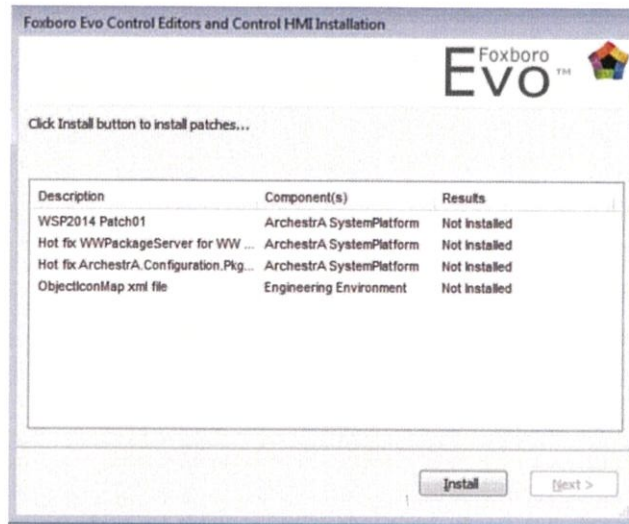 Foxboro Evo Control Editors and Control HMI Installation
Foxboro
Evo™
Click Install button to install patches...
Description Component(s) Results
WSP2014 Patch01 ArchestrA SystemPlatform Not Installed
Hot fix WWPackageServer for WW ... ArchestrA SystemPlatform Not Installed
Hot fix ArchestrA.Configuration.Pkg... ArchestrA SystemPlatform Not Installed
ObjectIconMap xml file Engineering Environment Not Installed
Install Next >